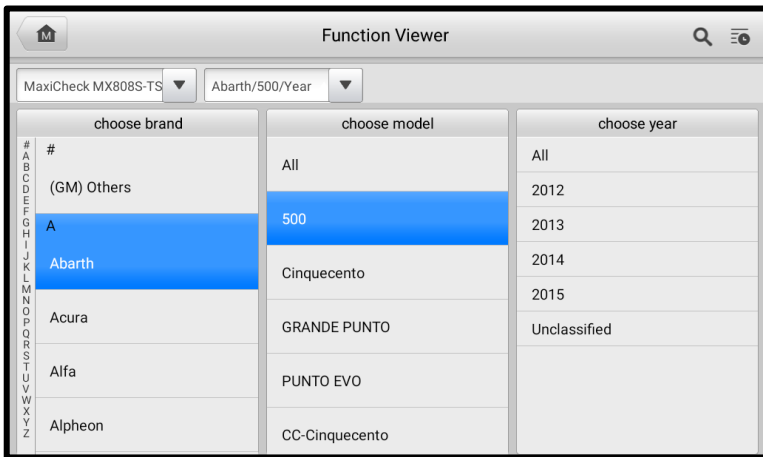 M
Function Viewer
MaxiCheck MX808S-TS
Abarth/500/Year
choose brand
#
A
B
C
D
E
F
G
H
I
J
K
L
M
N
O
P
Q
R
S
T
U
V
W
X
Y
Z
#
(GM) Others
A
Abarth
Acura
Alfa
Alpheon
choose model
All
500
Cinquecento
GRANDE PUNTO
PUNTO EVO
CC-Cinquecento
choose year
All
2012
2013
2014
2015
Unclassified